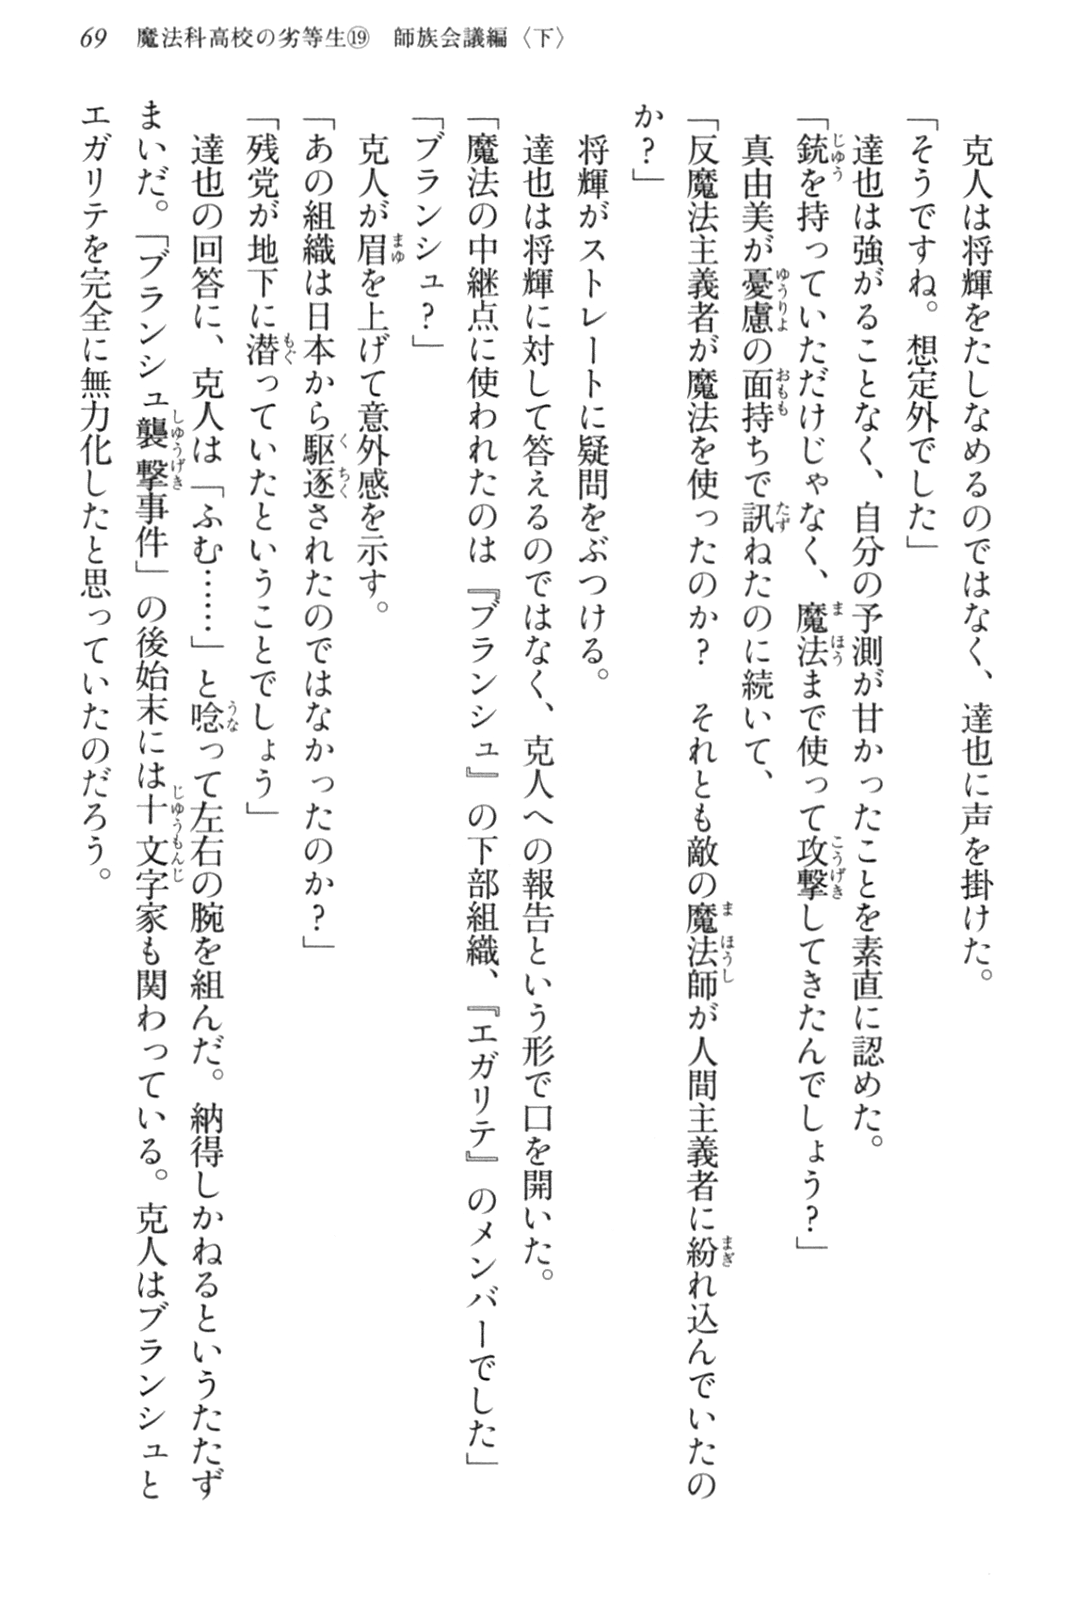 69　魔法科高校の劣等生⑲　師族会議編〈下〉
　克人は将輝をたしなめるのではなく、達也に声を掛けた。
「そうですね。想定外でした」
　達也は強がることなく、自分の予測が甘かったことを素直に認めた。
「銃を持っていただけじゃなく、魔法まで使って攻撃してきたんでしょう？」
　真由美が憂慮の面持ちで訊ねたのに続いて、
「反魔法主義者が魔法を使ったのか？　それとも敵の魔法師が人間主義者に紛れ込んでいたの
か？」
　将輝がストレートに疑問をぶつける。
　達也は将輝に対して答えるのではなく、克人への報告という形で口を開いた。
「魔法の中継点に使われたのは『ブランシュ』の下部組織、『エガリテ』のメンバーでした」
「ブランシュ？」
　克人が眉を上げて意外感を示す。
「あの組織は日本から駆逐されたのではなかったのか？」
「残党が地下に潜っていたということでしょう」
　達也の回答に、克人は「ふむ……」と唸って左右の腕を組んだ。納得しかねるというたたず
まいだ。「ブランシュ襲撃事件」の後始末には十文字家も関わっている。克人はブランシュと
エガリテを完全に無力化したと思っていたのだろう。